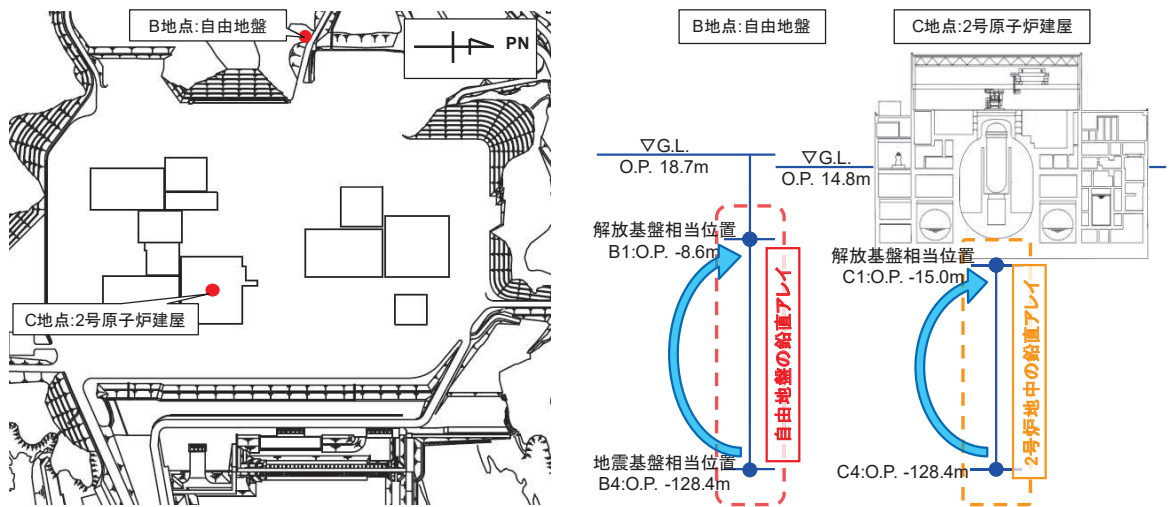 B地点:自由地盤
PN
C地点:2号原子炉建屋
B地点:自由地盤
▽G.L.
O.P. 18.7m
解放基盤相当位置
B1:O.P. -8.6m
自由地盤の鉛直アレイ
地震基盤相当位置
B4:O.P. -128.4m
C地点:2号原子炉建屋
▽G.L.
O.P. 14.8m
解放基盤相当位置
C1:O.P. -15.0m
2号炉地中の鉛直アレイ
C4:O.P. -128.4m